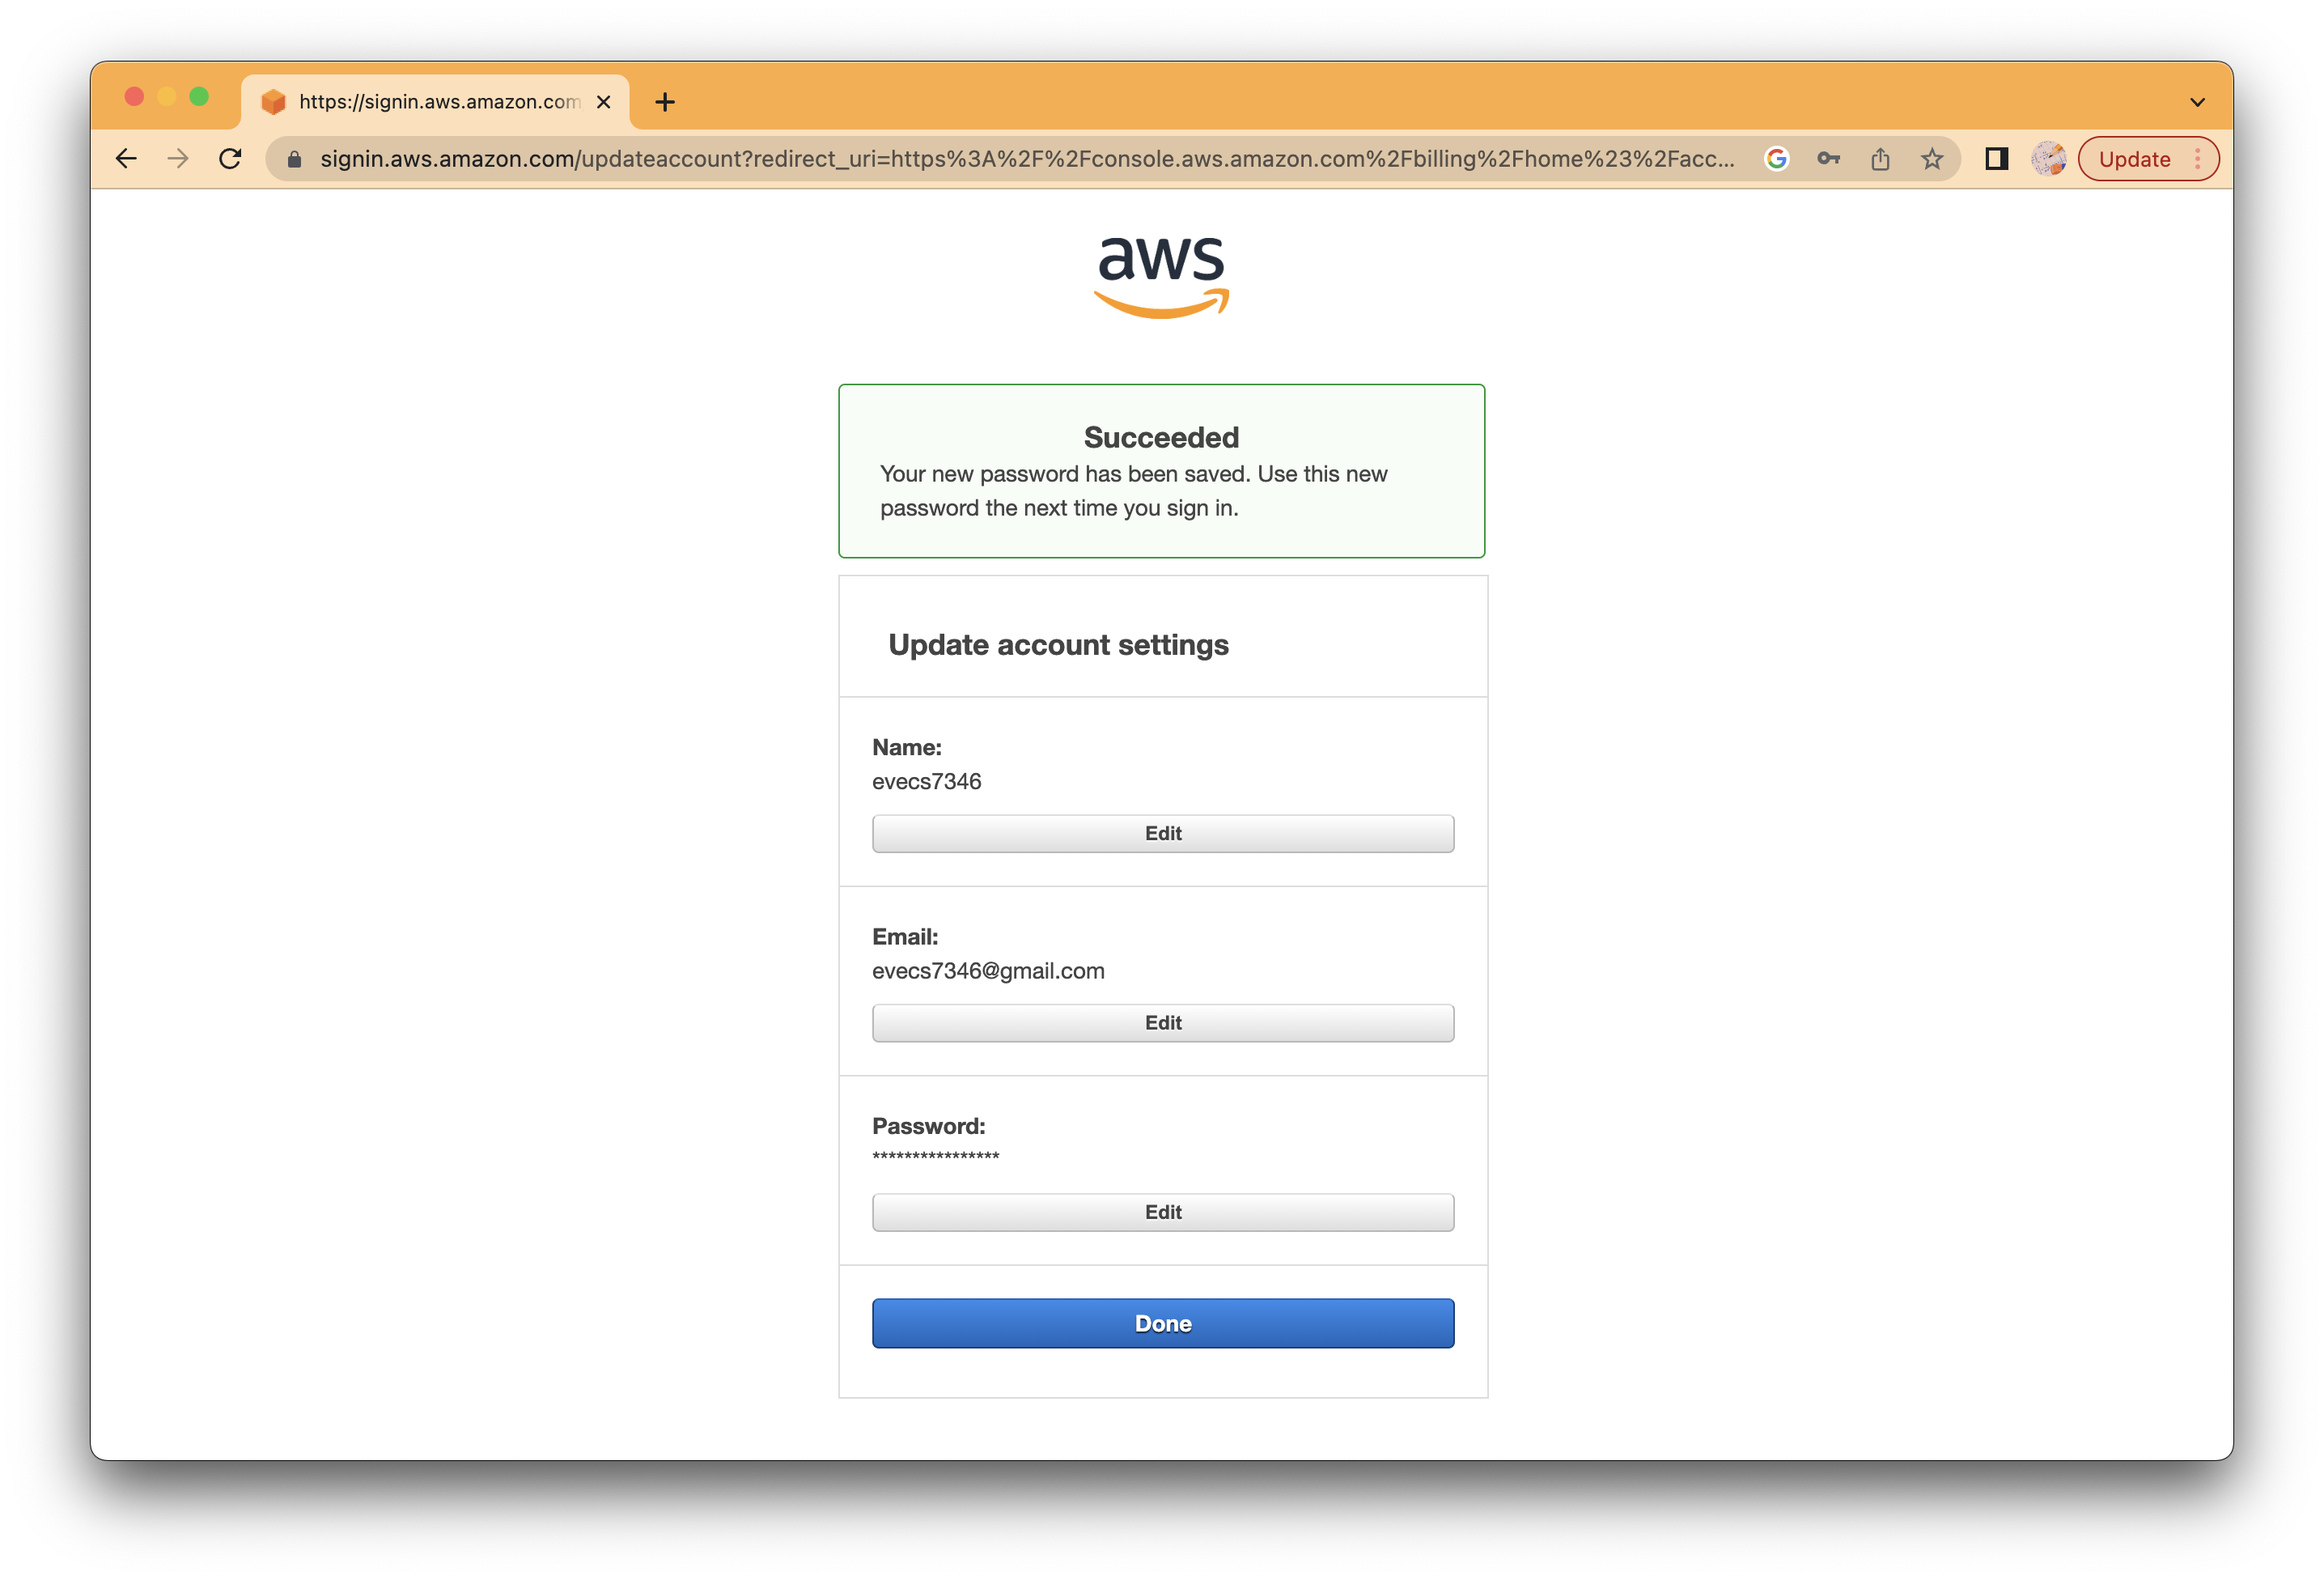 https://signin.aws.amazon.com
signin.aws.amazon.com/updateaccount?redirect_uri=https%3A%2F%2Fconsole.aws.amazon.com%2Fbilling%2Fhome%23%2Facc...
Update
aws
Succeeded
Your new password has been saved. Use this new
password the next time you sign in.
Update account settings
Name:
evecs7346
Edit
Email:
evecs7346@gmail.com
Edit
Password:
****************
Edit
Done